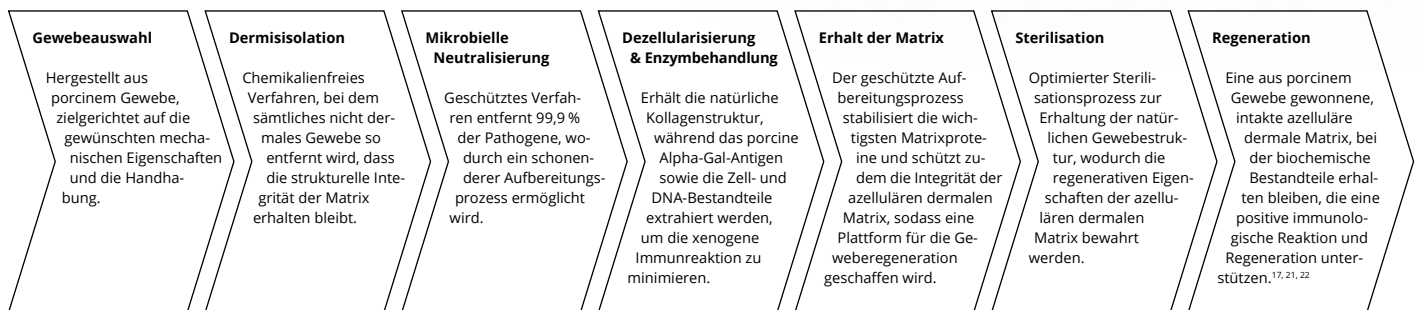 Gewebeauswahl
Hergestellt aus
porcinem Gewebe,
zielgerichtet auf die
gewünschten mecha-
nischen Eigenschaften
und die Handha-
bung.
Dermisisolation
Chemikalienfreies
Verfahren, bei dem
sämtliches nicht der-
males Gewebe so
entfernt wird, dass
die strukturelle Inte-
grität der Matrix
erhalten bleibt.
Mikrobielle
Neutralisierung
Geschütztes Verfah-
ren entfernt 99,9 %
der Pathogene, wo-
durch ein schonen-
derer Aufbereitungs-
prozess ermöglicht
wird.
Dezellularisierung
& Enzymbehandlung
Erhält die natürliche
Kollagenstruktur,
während das porcine
Alpha-Gal-Antigen
sowie die Zell- und
DNA-Bestandteile
extrahiert werden,
um die xenogene
Immunreaktion zu
minimieren.
Erhalt der Matrix
Der geschützte Auf-
bereitungsprozess
stabilisiert die wich-
tigsten Matrixprote-
ine und schützt zu-
dem die Integrität der
azellulären dermalen
Matrix, sodass eine
Plattform für die Ge-
weberegeneration
geschaffen wird.
Sterilisation
Optimierter Sterili-
sationsprozess zur
Erhaltung der natür-
lichen Gewebestruk-
tur, wodurch die
regenerativen Eigen-
schaften der azellu-
lären dermalen
Matrix bewahrt
werden.
Regeneration
Eine aus porcinem
Gewebe gewonnene,
intakte azelluläre
dermale Matrix, bei
der biochemische
Bestandteile erhal-
ten bleiben, die eine
positive immunolo-
gische Reaktion und
Regeneration unter-
stützen.17, 21, 22